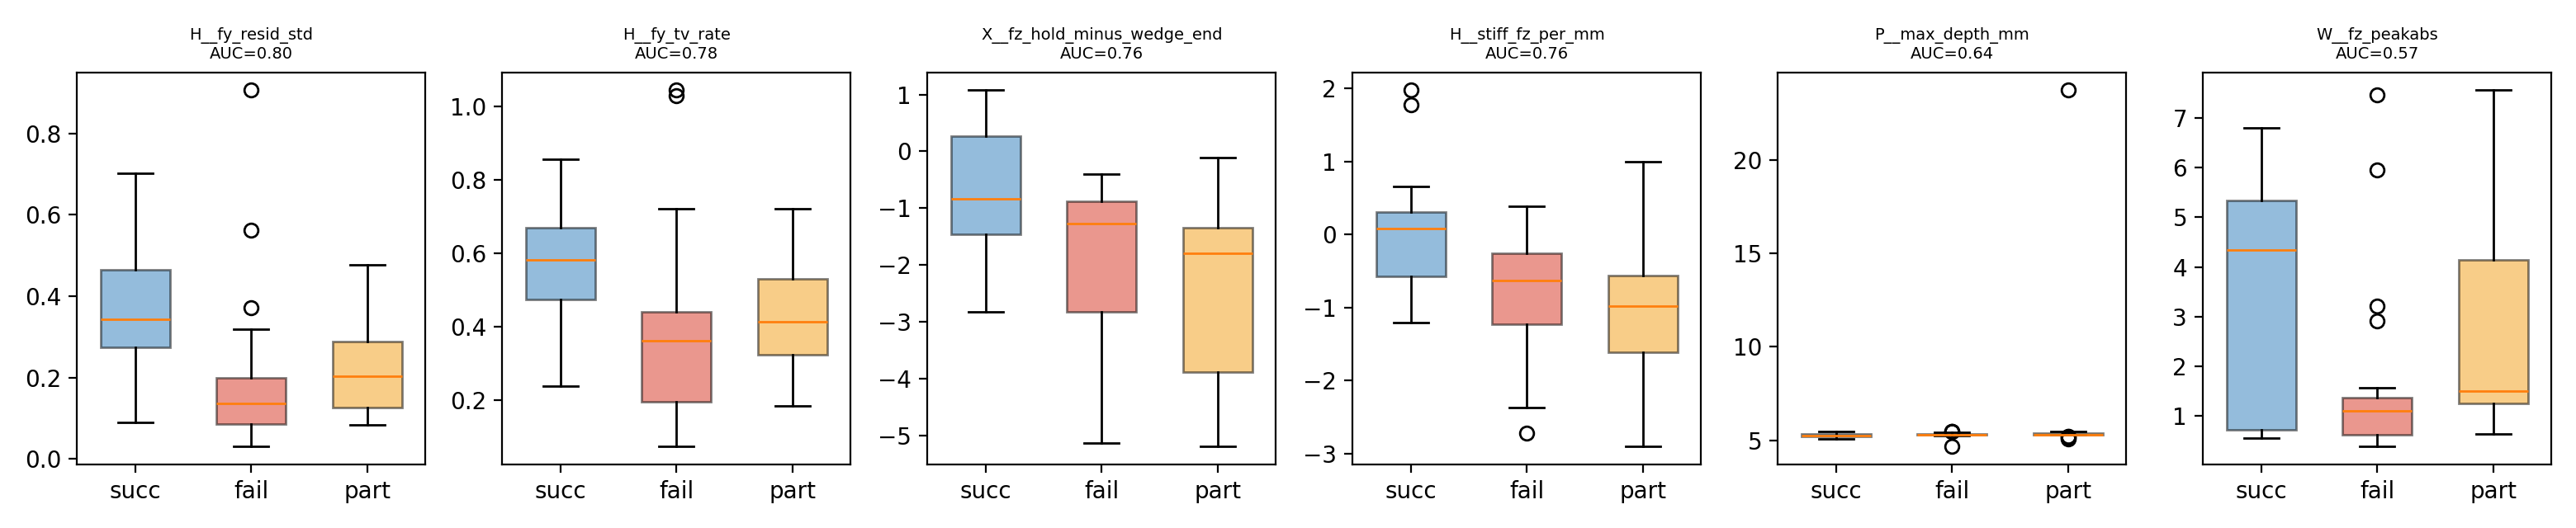 H__fy_resid_std
AUC=0.80
0.8
0.6
0.4
0.2
0.0
succ fail part
H__fy_tv_rate
AUC=0.78
1.0
0.8
0.6
0.4
0.2
succ fail part
X__fz_hold_minus_wedge_end
AUC=0.76
1
0
−1
−2
−3
−4
−5
succ fail part
H__stiff_fz_per_mm
AUC=0.76
2
1
0
−1
−2
−3
succ fail part
P__max_depth_mm
AUC=0.64
20
15
10
5
succ fail part
W__fz_peakabs
AUC=0.57
7
6
5
4
3
2
1
succ fail part